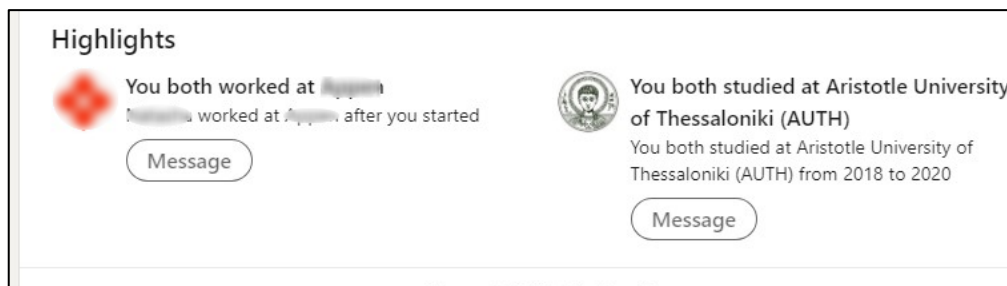 Highlights
You both worked at
worked at after you started
Message
You both studied at Aristotle University
of Thessaloniki (AUTH)
You both studied at Aristotle University of
Thessaloniki (AUTH) from 2018 to 2020
Message